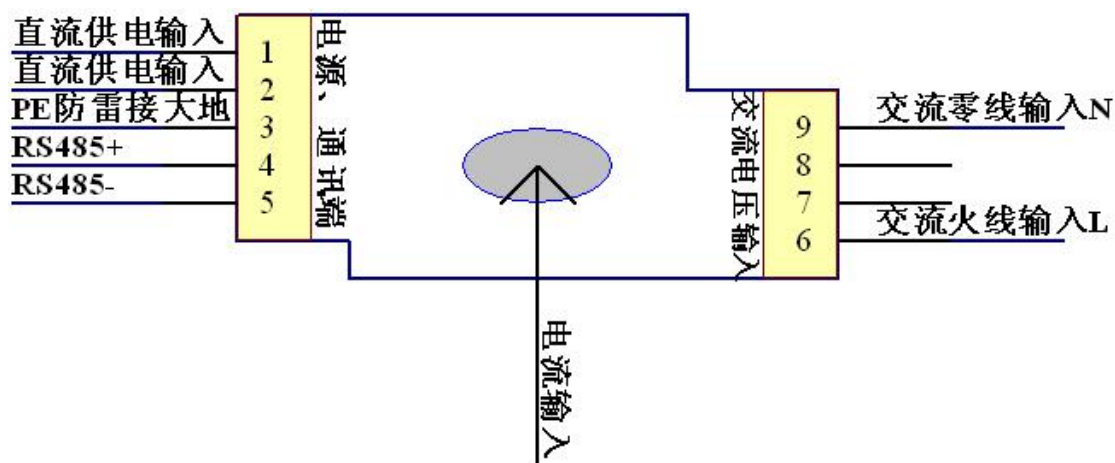 直流供电输入
直流供电输入
PE防雷接大地
RS485+
RS485-
1
2
3
4
5
电源、通讯端
电流输入
交流电压输入
9
8
7
6
交流零线输入N
交流火线输入L